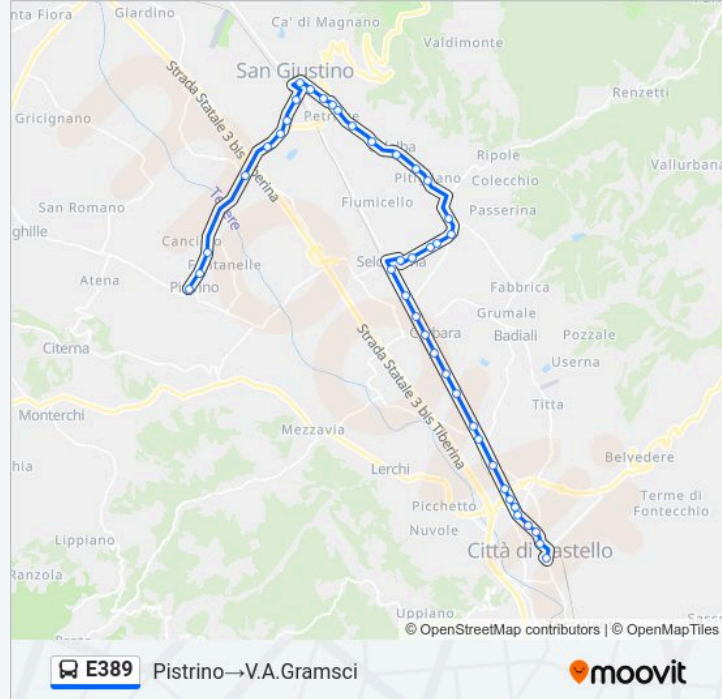 nta Fiora
Giardino
Ca' di Magnano
Valdimonte
San Giustino
Renzetti
Gricignano
Strada Statale 3 bis Tiberina
Ripole
Colecchio
Vallurbana
Fiumicello
Passerina
San Romano
Tevere
ghille
Fontanelle
Atena
Fabbrica
Grumale
Badiali
Pozzale
Userna
Citerna
Strada Statale 3 bis Tiberina
Titta
Monterchi
Mezzavia
Belvedere
hia
Lerchi
Terme di
Fontecchio
Picchetto
Nuvole
Lippiano
Città di Castello
Ranzola
Uppiano
© OpenStreetMap contributors | © OpenMapTiles
E389 Pistrino→V.A.Gramsci moovit